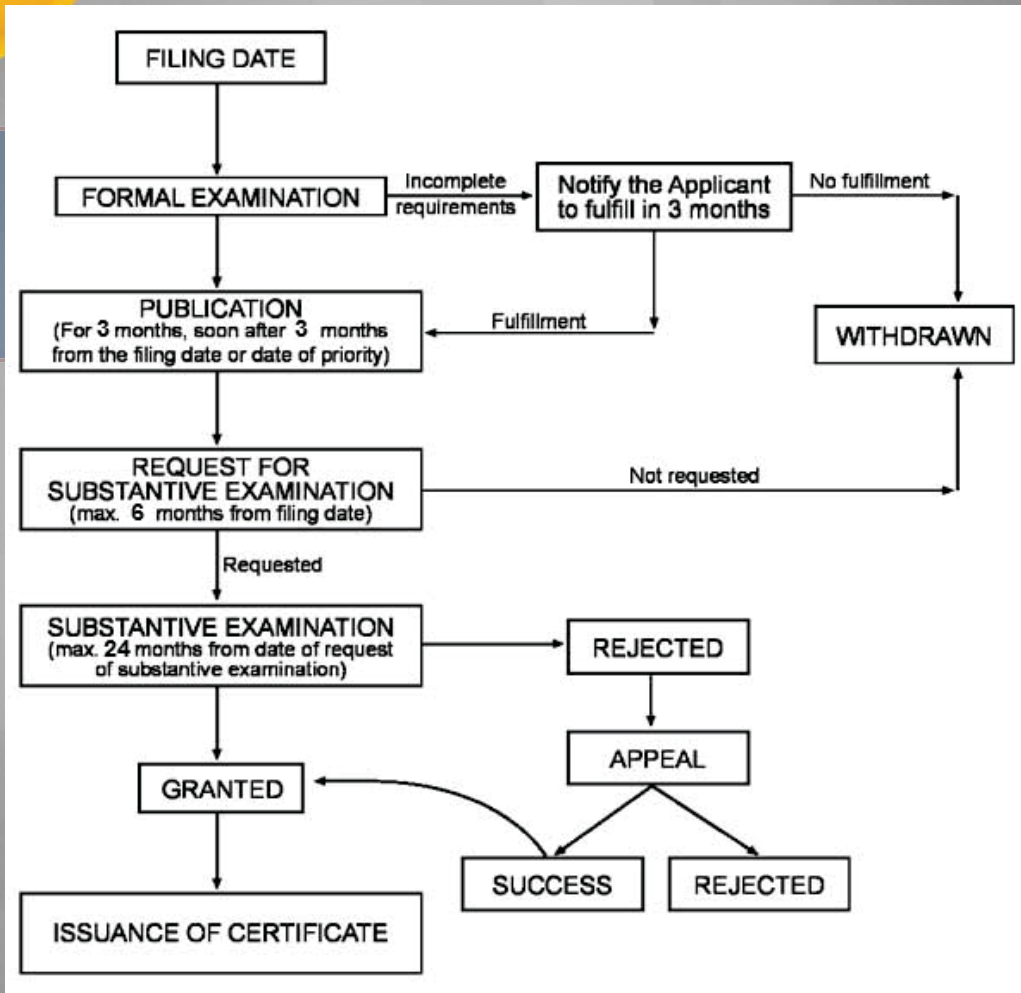 FILING DATE
FORMAL EXAMINATION
Incomplete
requirements
Notify the Applicant
to fulfill in 3 months
No fulfillment
PUBLICATION
(For 3 months, soon after 3 months
from the filing date or date of priority)
Fulfillment
WITHDRAWN
REQUEST FOR
SUBSTANTIVE EXAMINATION
(max. 6 months from filing date)
Not requested
Requested
SUBSTANTIVE EXAMINATION
(max. 24 months from date of request
of substantive examination)
REJECTED
APPEAL
GRANTED
SUCCESS
REJECTED
ISSUANCE OF CERTIFICATE